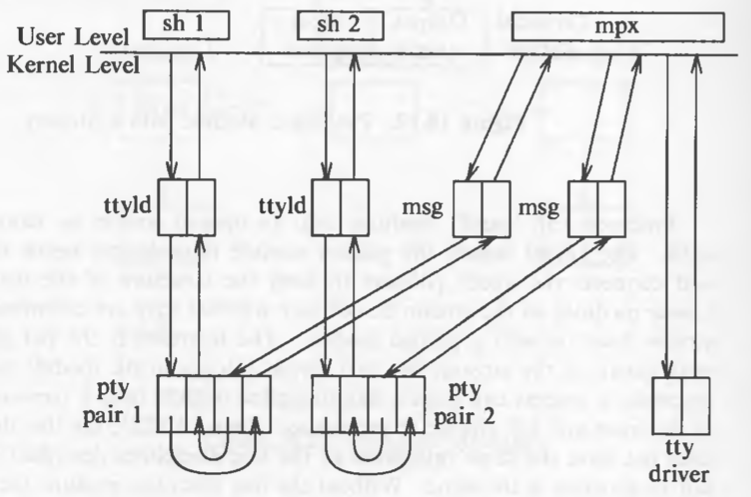 sh 1
sh 2
mpx
User Level
Kernel Level
ttyld
ttyld
msg
msg
pty
pair 1
pty
pair 2
tty
driver